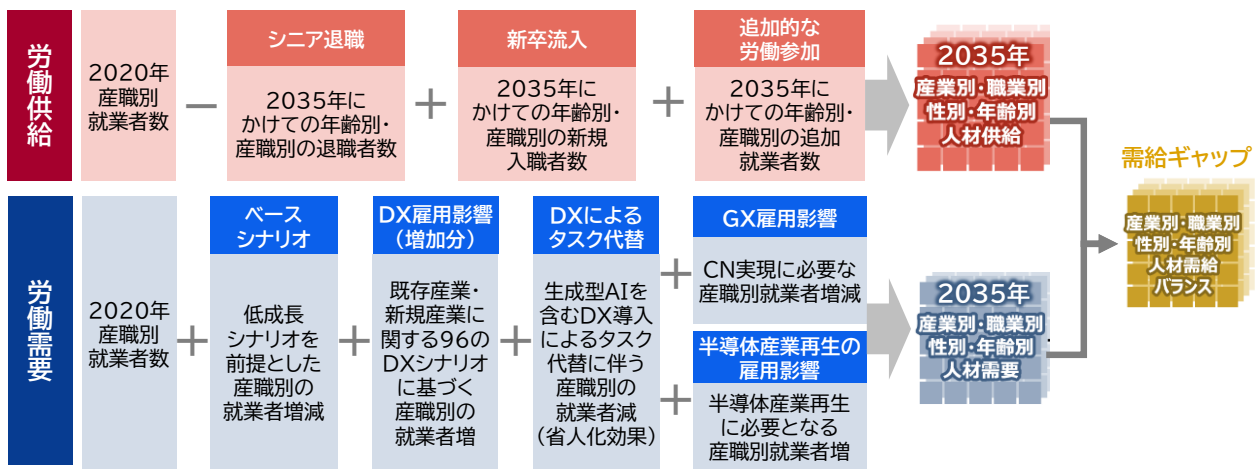 労働供給
2020年
産職別
就業者数
－
シニア退職
2035年に
かけての年齢別・
産職別の退職者数
＋
新卒流入
2035年に
かけての年齢別・
産職別の新規
入職者数
＋
追加的な
労働参加
2035年に
かけての年齢別・
産職別の追加
就業者数
2035年
産業別・職業別
性別・年齢別
人材供給
労働需要
2020年
産職別
就業者数
＋
ベース
シナリオ
低成長
シナリオを
前提とした
産職別の
就業者増減
＋
DX雇用影響
（増加分）
既存産業・
新規産業に
関する96の
DXシナリオ
に基づく
産職別の
就業者増
＋
DXによる
タスク代替
生成型AIを
含むDX導入
によるタスク
代替に伴う
産職別の
就業者減
（省人化効果）
＋
GX雇用影響
CN実現に必要な
産職別就業者増減
＋
半導体産業再生の
雇用影響
半導体産業再生
に必要となる
産職別就業者増
2035年
産業別・職業別
性別・年齢別
人材需要
需給ギャップ
産業別・職業別
性別・年齢別
人材需給
バランス